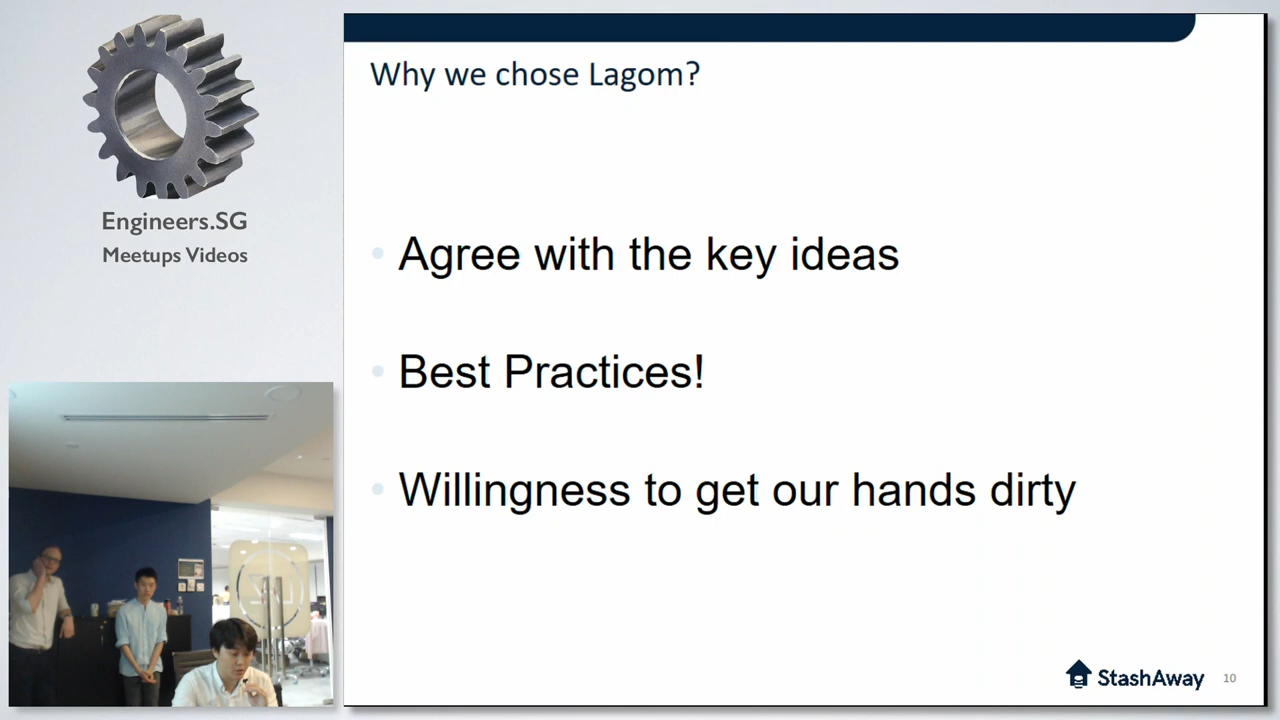 Engineers.SG
Meetups Videos
Why we chose Lagom?
Agree with the key ideas
Best Practices!
Willingness to get our hands dirty
StashAway
10